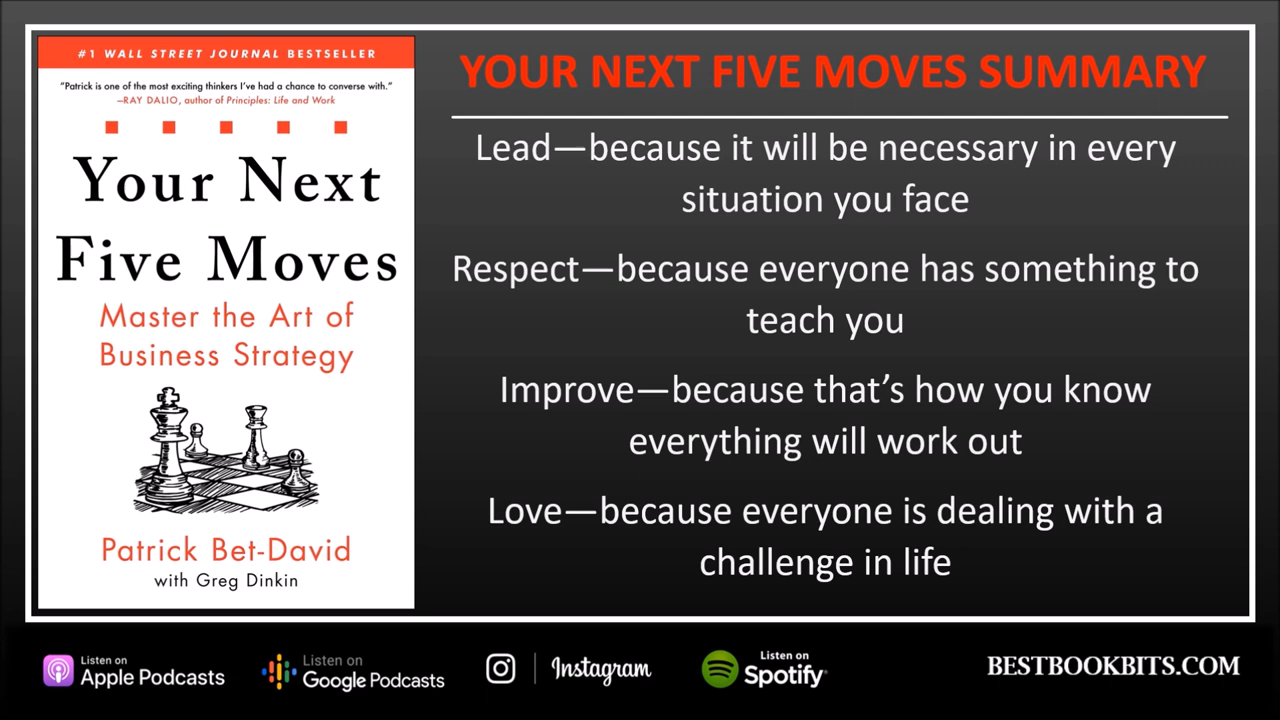 #1 WALL STREET JOURNAL BESTSELLER
“Patrick is one of the most exciting thinkers I’ve had a chance to converse with.”
—RAY DALIO, author of Principles: Life and Work
Your Next
Five Moves
Master the Art of
Business Strategy
Patrick Bet-David
with Greg Dinkin
YOUR NEXT FIVE MOVES SUMMARY
Lead—because it will be necessary in every
situation you face
Respect—because everyone has something to
teach you
Improve—because that’s how you know
everything will work out
Love—because everyone is dealing with a
challenge in life
Listen on
Apple Podcasts
Listen on
Google Podcasts
Instagram
Listen on
Spotify
BESTBOOKBITS.COM